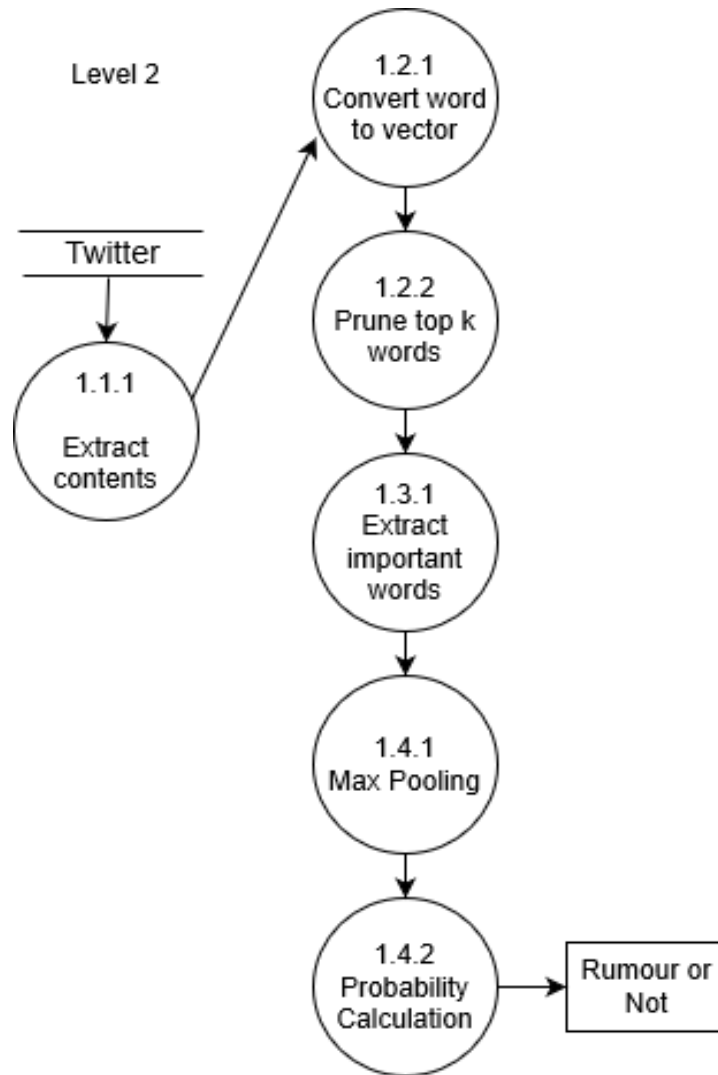 Level 2
Twitter
1.1.1
Extract
contents
1.2.1
Convert word
to vector
1.2.2
Prune top k
words
1.3.1
Extract
important
words
1.4.1
Max Pooling
1.4.2
Probability
Calculation
Rumour or
Not